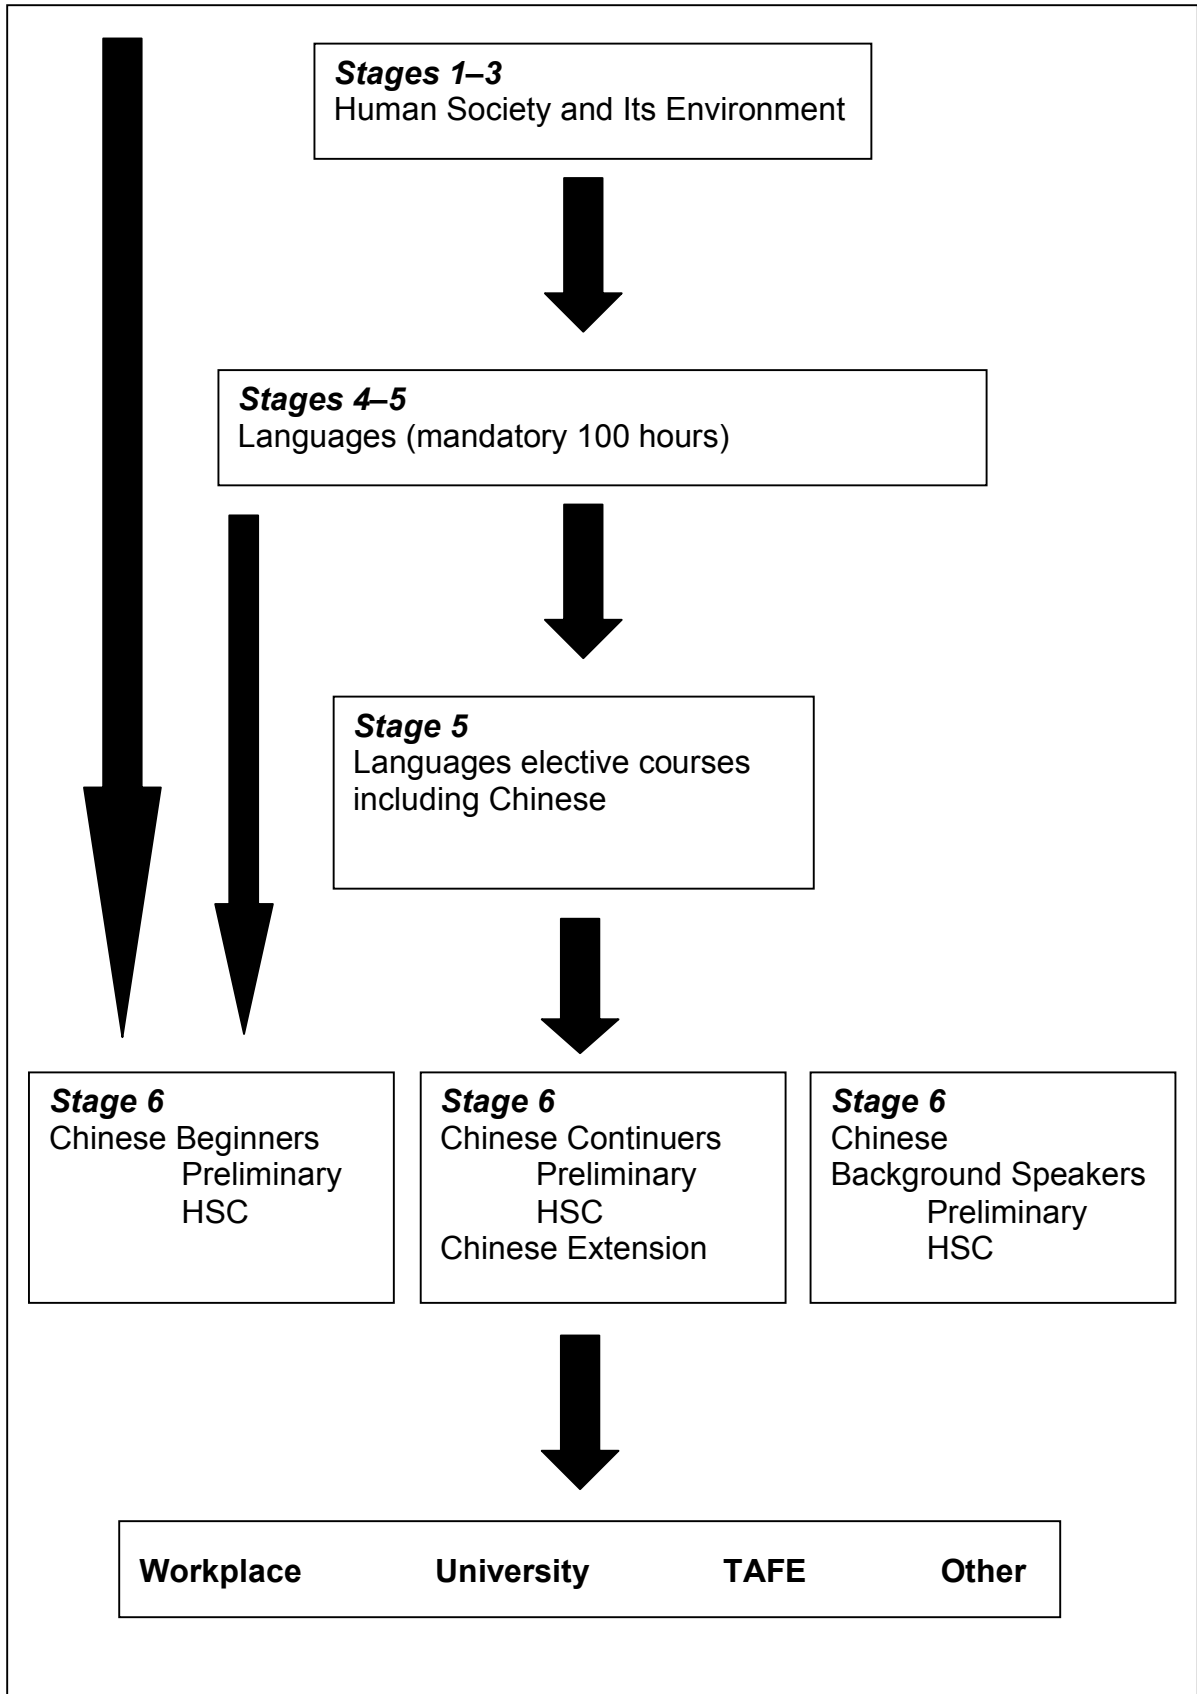 Stages 1–3
Human Society and Its Environment
Stages 4–5
Languages (mandatory 100 hours)
Stage 5
Languages elective courses
including Chinese
Stage 6
Chinese Beginners
Preliminary
HSC
Stage 6
Chinese Continuers
Preliminary
HSC
Chinese Extension
Stage 6
Chinese
Background Speakers
Preliminary
HSC
Workplace University TAFE Other